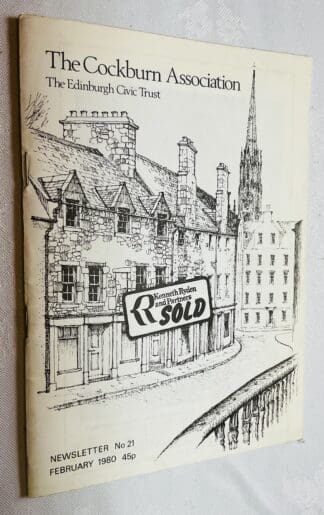 The Cockburn Association
The Edinburgh Civic Trust
Kenneth Ryden
and Partners
SOLD
NEWSLETTER No 21
FEBRUARY 1980 45p